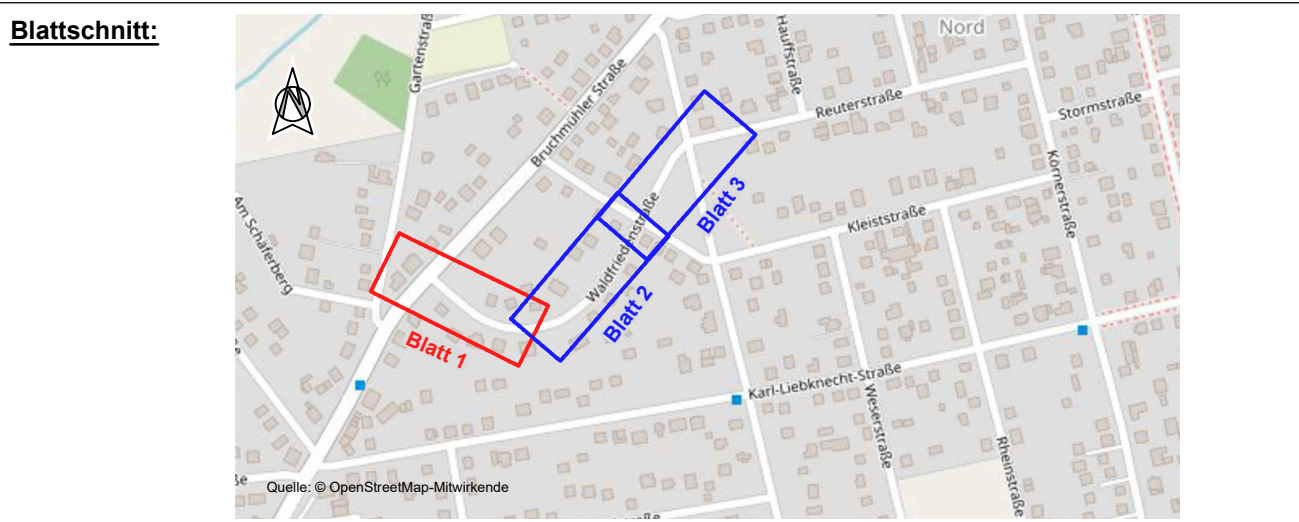 Blattschnitt:
Gartenstraß
Hauffstraße
Nord
Bruchmühler Straße
Reuterstraße
Stormstraße
Körnerstraße
Am Schäferberg
Waldfriedenstraße
Blatt 3
Kleiststraße
Blatt 2
Blatt 1
Karl-Liebknecht-Straße
Weserstraße
Rheinstraße
Quelle: © OpenStreetMap-Mitwirkende